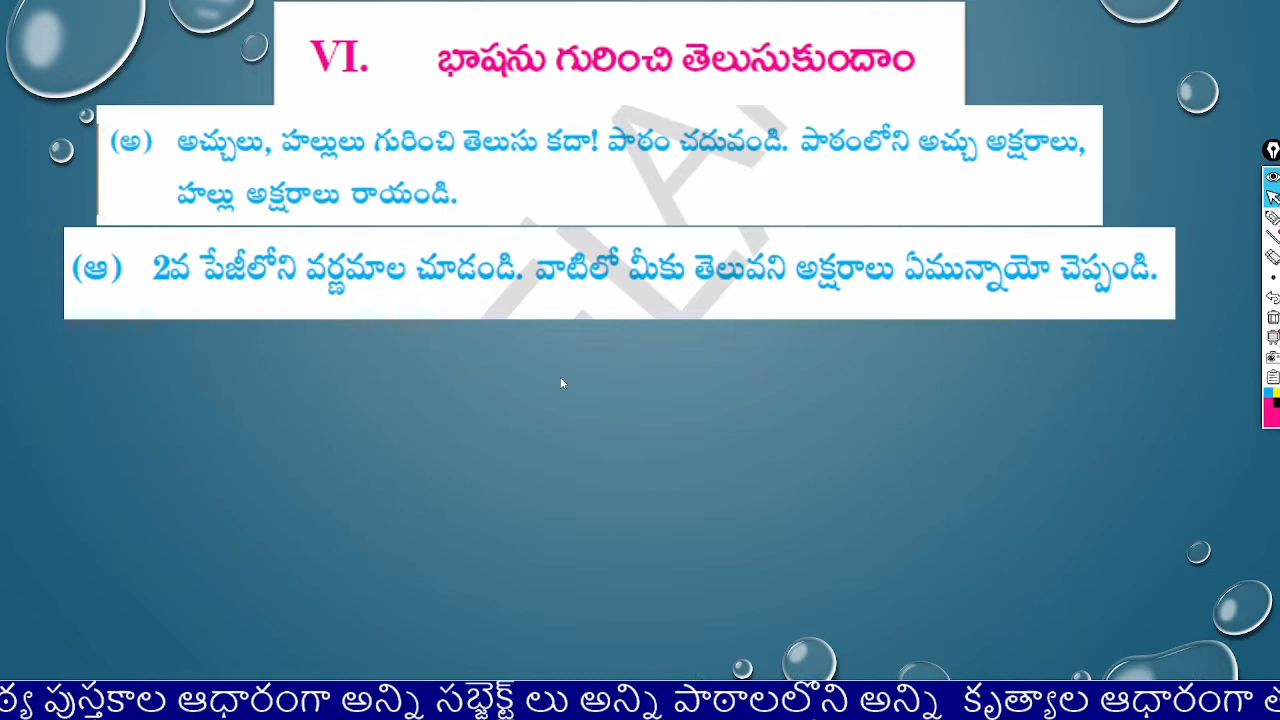 VI. భాషను గురించి తెలుసుకుందాం
(అ) అచ్చులు, హల్లులు గురించి తెలుసు కదా! పాఠం చదువండి. పాఠంలోని అచ్చు అక్షరాలు,
హల్లు అక్షరాలు రాయండి.
(ఆ) 2వ పేజీలోని వర్ణమాల చూడండి. వాటిలో మీకు తెలువని అక్షరాలు ఏమున్నాయో చెప్పండి.
పుస్తకాల ఆధారంగా అన్ని సబ్జెక్ట్ లు అన్ని పాఠాలలోని అన్ని కృత్యాల ఆధారంగా